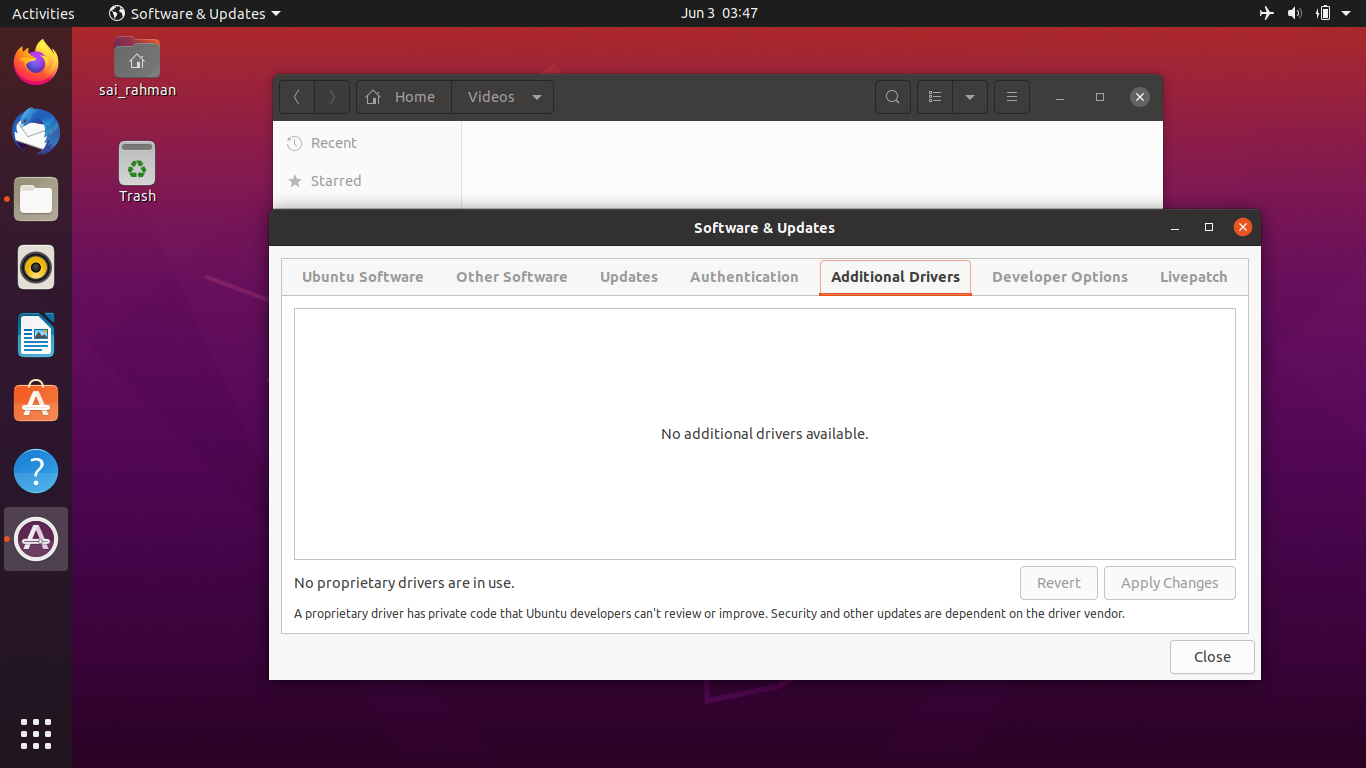 Activities
Software & Updates
Jun 3 03:47
sai_rahman
Trash
Home
Videos
Recent
Starred
Software & Updates
Ubuntu Software
Other Software
Updates
Authentication
Additional Drivers
Developer Options
Livepatch
No additional drivers available.
No proprietary drivers are in use.
Revert
Apply Changes
A proprietary driver has private code that Ubuntu developers can't review or improve. Security and other updates are dependent on the driver vendor.
Close